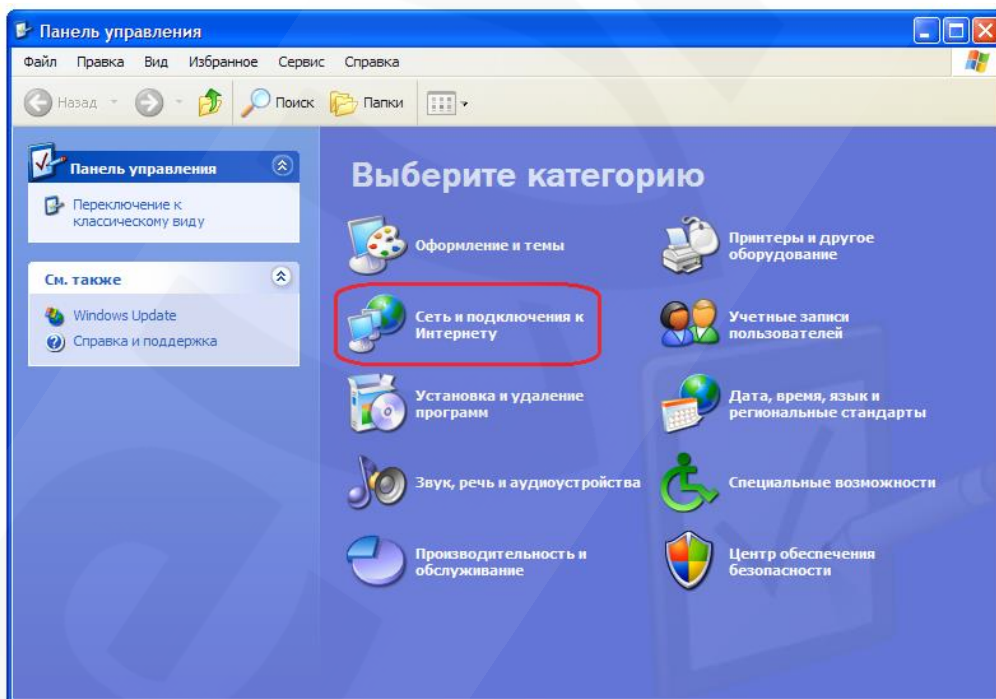 Панель управления
Файл Правка Вид Избранное Сервис Справка
Назад Поиск Папки
Панель управления
Переключение к
классическому виду
См. также
Windows Update
Справка и поддержка
Выберите категорию
Оформление и темы
Принтеры и другое
оборудование
Сеть и подключения к
Интернету
Учетные записи
пользователей
Установка и удаление
программ
Дата, время, язык и
региональные стандарты
Звук, речь и аудиоустройства
Специальные возможности
Производительность и
обслуживание
Центр обеспечения
безопасности